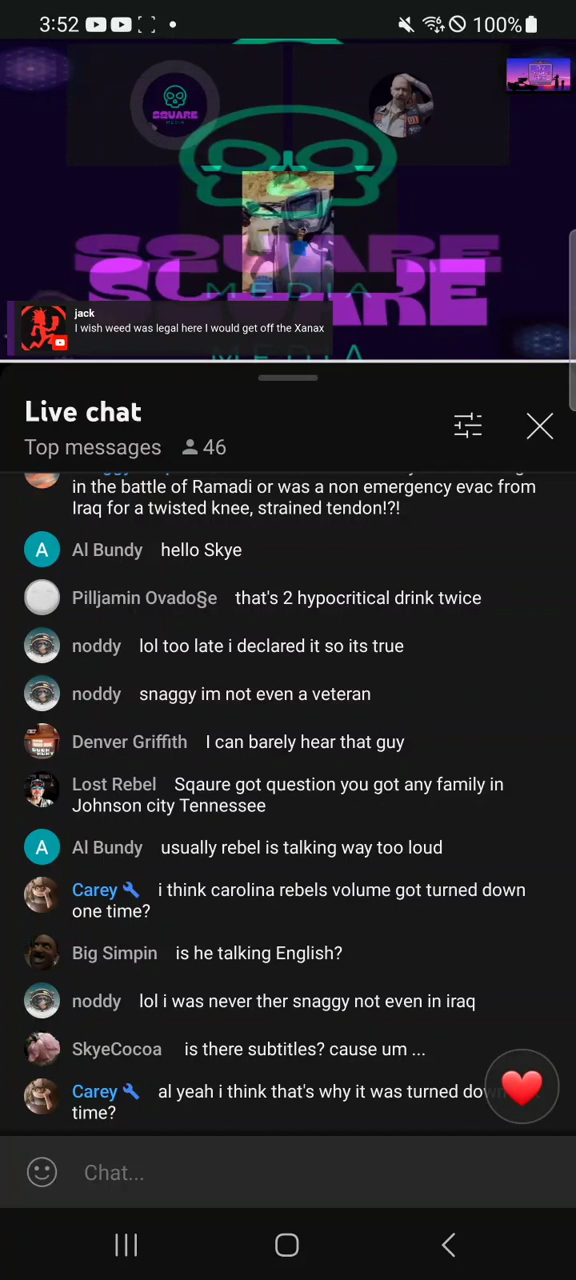 3:52
100%
SQUARE
MEDIA
SQUARE
MEDIA
SQUARE
MEDIA
jack
I wish weed was legal here I would get off the Xanax
Live chat
Top messages 46
in the battle of Ramadi or was a non emergency evac from
Iraq for a twisted knee, strained tendon!?!
A Al Bundy hello Skye
Pilljamin Ovado§e that's 2 hypocritical drink twice
noddy lol too late i declared it so its true
noddy snaggy im not even a veteran
Denver Griffith I can barely hear that guy
Lost Rebel Sqaure got question you got any family in
Johnson city Tennessee
A Al Bundy usually rebel is talking way too loud
Carey i think carolina rebels volume got turned down
one time?
Big Simpin is he talking English?
noddy lol i was never ther snaggy not even in iraq
SkyeCocoa is there subtitles? cause um ...
Carey al yeah i think that's why it was turned
time?
Chat...